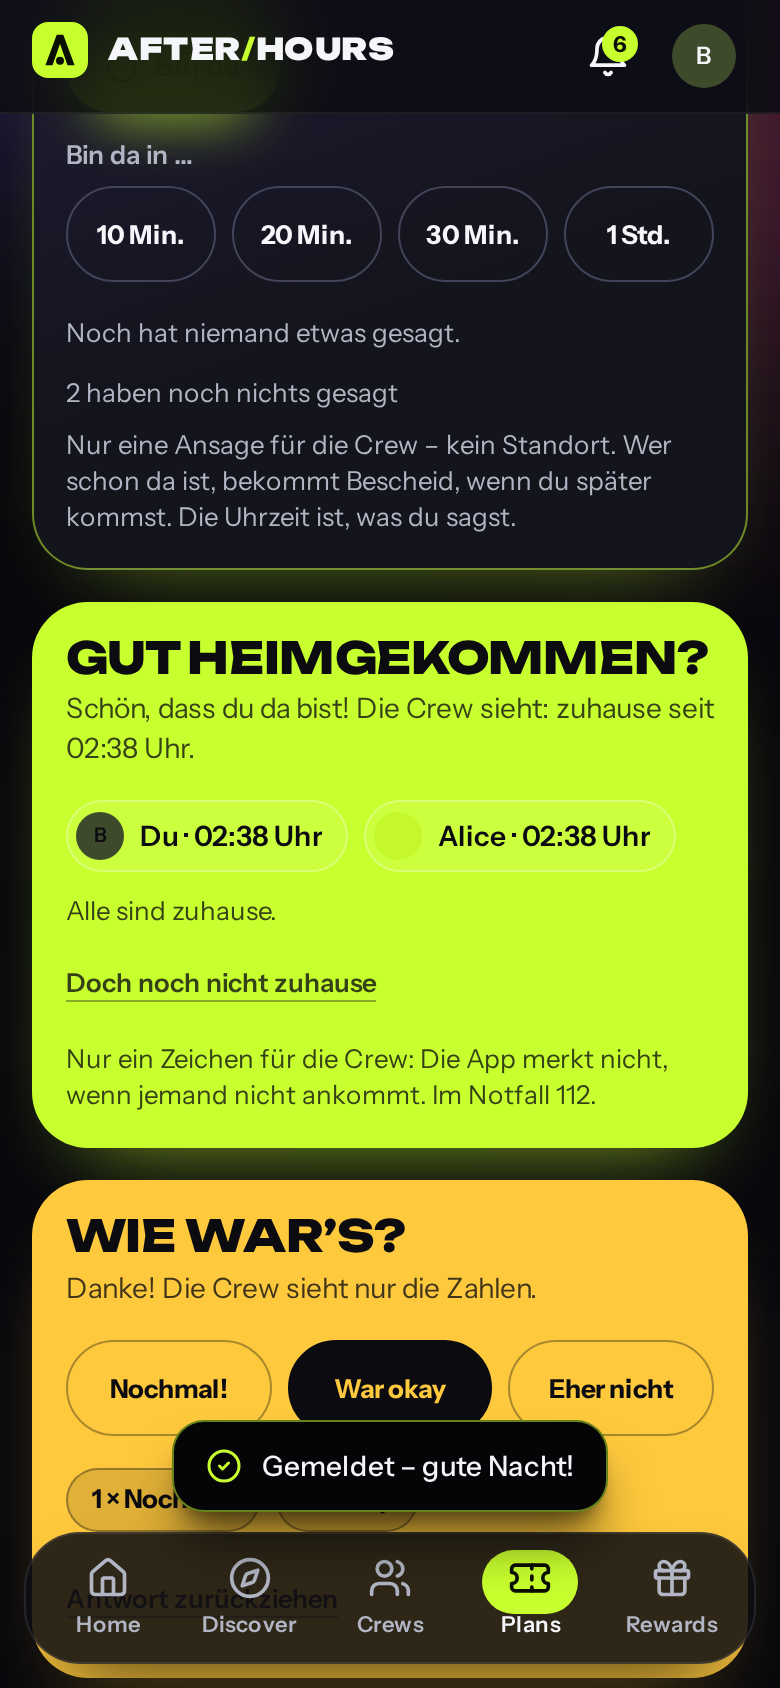 AFTER/HOURS
6
B
Bin da in ...
10 Min.
20 Min.
30 Min.
1 Std.
Noch hat niemand etwas gesagt.
2 haben noch nichts gesagt
Nur eine Ansage für die Crew – kein Standort. Wer
schon da ist, bekommt Bescheid, wenn du später
kommst. Die Uhrzeit ist, was du sagst.
GUT HEIMGEKOMMEN?
Schön, dass du da bist! Die Crew sieht: zuhause seit
02:38 Uhr.
B
Du · 02:38 Uhr
Alice · 02:38 Uhr
Alle sind zuhause.
Doch noch nicht zuhause
Nur ein Zeichen für die Crew: Die App merkt nicht,
wenn jemand nicht ankommt. Im Notfall 112.
WIE WAR’S?
Danke! Die Crew sieht nur die Zahlen.
Nochmal!
War okay
Eher nicht
Gemeldet – gute Nacht!
1 × Noch
Antwort zurückziehen
Home
Discover
Crews
Plans
Rewards